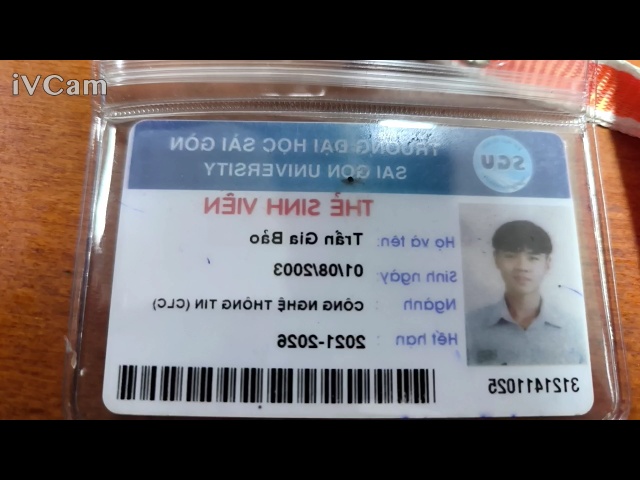 iVCam
TRƯỜNG ĐẠI HỌC SÀI GÒN
SAI GON UNIVERSITY
SGU
THẺ SINH VIÊN
Họ và tên: Trần Gia Bảo
Sinh ngày: 01/08/2003
Ngành: CÔNG NGHỆ THÔNG TIN (CLC)
Hết hạn: 2021-2026
3121411025